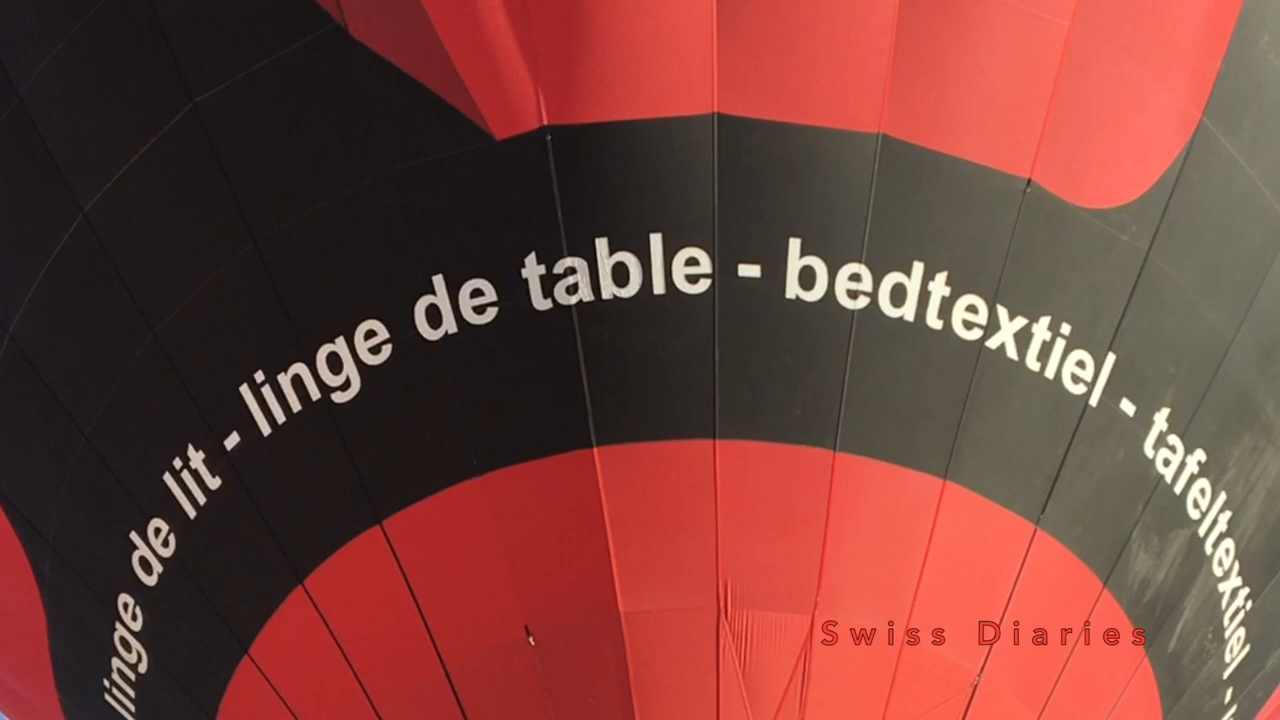 linge de lit - linge de table - bedtextiel - tafeltextiel -
Swiss Diaries